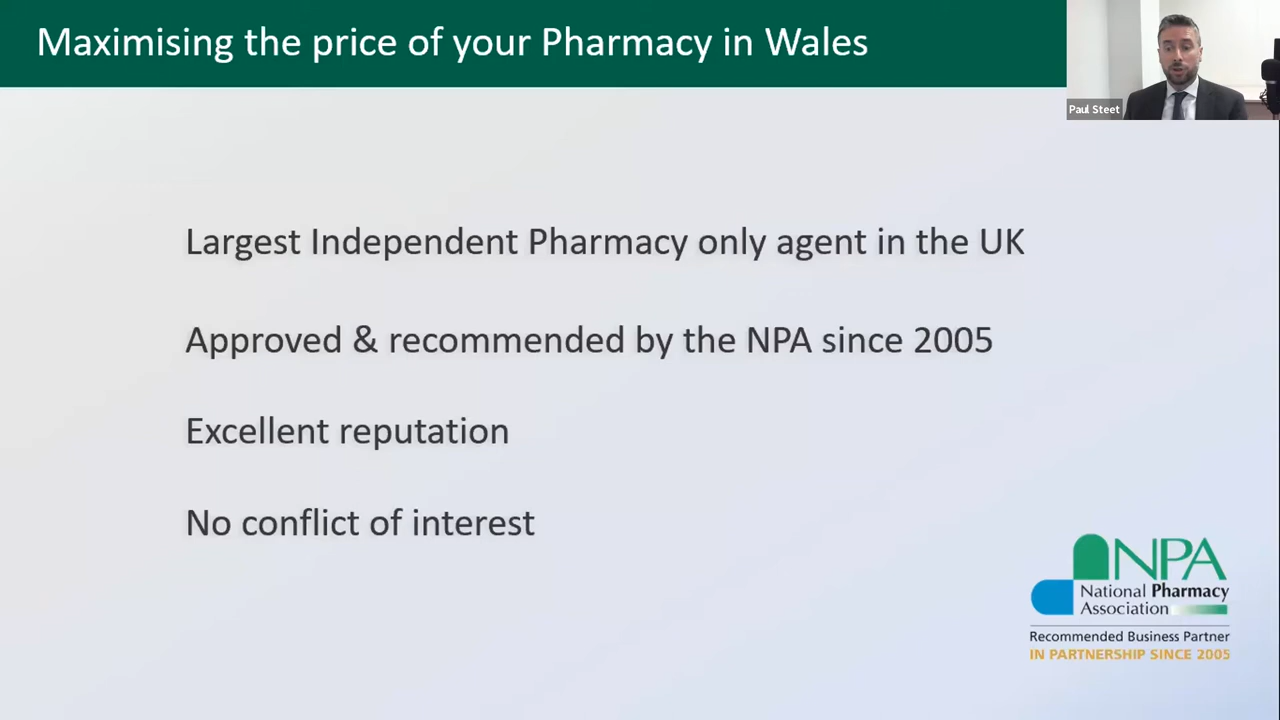 Maximising the price of your Pharmacy in Wales
Paul Steet
Largest Independent Pharmacy only agent in the UK
Approved & recommended by the NPA since 2005
Excellent reputation
No conflict of interest
NPA
National Pharmacy
Association
Recommended Business Partner
IN PARTNERSHIP SINCE 2005